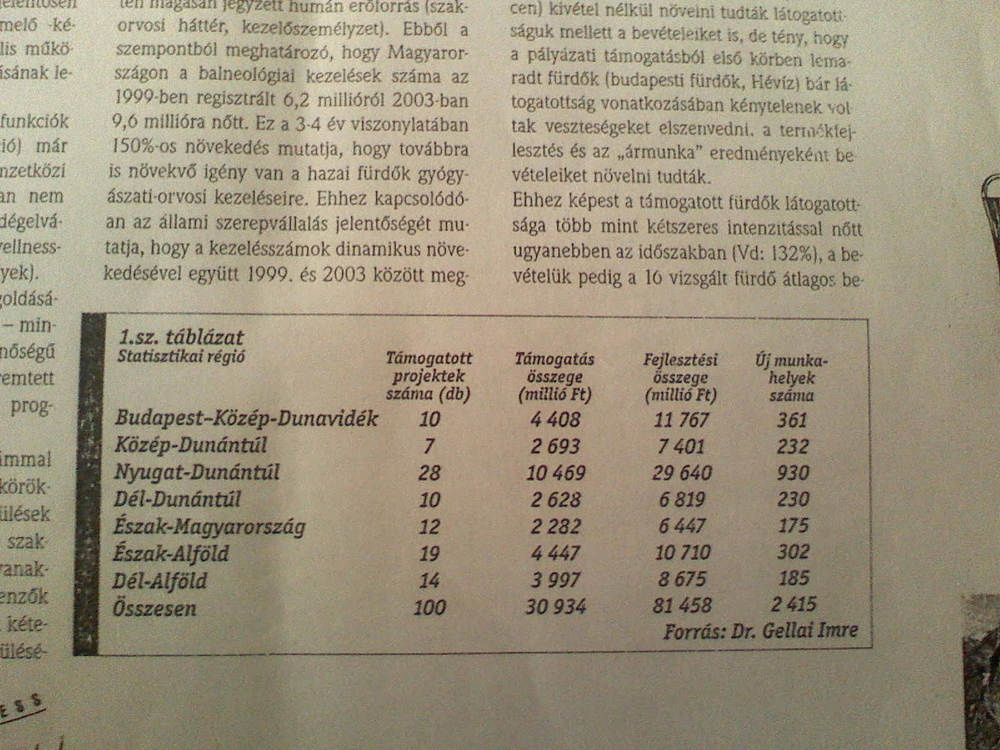 jelentősen
melő -ké-
lis műkö-
ásának le-
funkciók
ió) már
nzetközi
an nem
dégelvá-
ellness-
yek).
goldásá-
– min-
nőségű
remtett
prog-
ámmal
körök-
ülések
szak-
vanak-
enzők
kéte-
ülésé-
ESS
ten magasan jegyzett humán erőforrás (szak-
orvosi háttér, kezelőszemélyzet). Ebből a
szempontból meghatározó, hogy Magyaror-
szágon a balneológiai kezelések száma az
1999-ben regisztrált 6,2 millióról 2003-ban
9,6 millióra nőtt. Ez a 3-4 év viszonylatában
150%-os növekedés mutatja, hogy továbbra
is növekvő igény van a hazai fürdők gyógy-
ászati-orvosi kezeléseire. Ehhez kapcsolódó-
an az állami szerepvállalás jelentőségét mu-
tatja, hogy a kezelésszámok dinamikus növe-
kedésével együtt 1999. és 2003 között meg-
cen) kivétel nélkül növelni tudták látogatott-
ságuk mellett a bevételeiket is, de tény, hogy
a pályázati támogatásból első körben lema-
radt fürdők (budapesti fürdők, Hévíz) bár lá-
togatottság vonatkozásában kénytelenek vol-
tak veszteségeket elszenvedni, a termékfej-
lesztés és az „ármunka” eredményeként be-
vételeiket növelni tudták.
Ehhez képest a támogatott fürdők látogatott-
sága több mint kétszeres intenzitással nőtt
ugyanebben az időszakban (Vd: 132%), a be-
vételük pedig a 16 vizsgált fürdő átlagos be-
1.sz. táblázat
Statisztikai régió Támogatott Támogatás Fejlesztési Új munka-
projektek összege összege helyek
száma (db) (millió Ft) (millió Ft) száma
Budapest–Közép-Dunavidék 10 4 408 11 767 361
Közép-Dunántúl 7 2 693 7 401 232
Nyugat-Dunántúl 28 10 469 29 640 930
Dél-Dunántúl 10 2 628 6 819 230
Észak-Magyarország 12 2 282 6 447 175
Észak-Alföld 19 4 447 10 710 302
Dél-Alföld 14 3 997 8 675 185
Összesen 100 30 934 81 458 2 415
Forrás: Dr. Gellai Imre